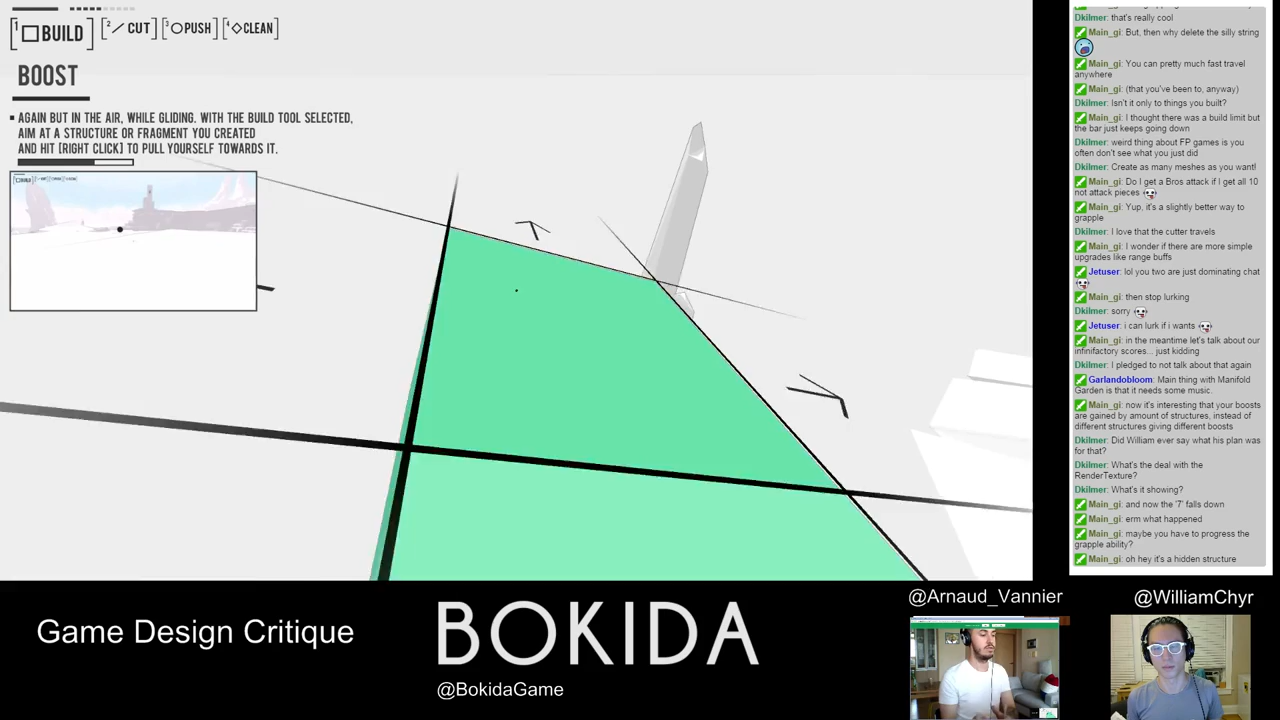 1 BUILD 2 CUT 3 PUSH 4 CLEAN
BOOST
AGAIN BUT IN THE AIR, WHILE GLIDING. WITH THE BUILD TOOL SELECTED,
AIM AT A STRUCTURE OR FRAGMENT YOU CREATED
AND HIT [RIGHT CLICK] TO PULL YOURSELF TOWARDS IT.
Dkilmer: that's really cool
Main_gi: But, then why delete the silly string
Main_gi: You can pretty much fast travel
anywhere
Main_gi: (that you've been to, anyway)
Dkilmer: Isn't it only to things you built?
Main_gi: I thought there was a build limit but
the bar just keeps going down
Dkilmer: weird thing about FP games is you
often don't see what you just did
Dkilmer: Create as many meshes as you want!
Main_gi: Do I get a Bros attack if I get all 10
not attack pieces
Main_gi: Yup, it's a slightly better way to
grapple
Dkilmer: I love that the cutter travels
Main_gi: I wonder if there are more simple
upgrades like range buffs
Jetuser: lol you two are just dominating chat
Main_gi: then stop lurking
Dkilmer: sorry
Jetuser: i can lurk if i wants
Main_gi: in the meantime let's talk about our
infinifactory scores... just kidding
Dkilmer: I pledged to not talk about that again
Garlandobloom: Main thing with Manifold
Garden is that it needs some music.
Main_gi: now it's interesting that your boosts
are gained by amount of structures, instead of
different structures giving different boosts
Dkilmer: Did William ever say what his plan was
for that?
Dkilmer: What's the deal with the
RenderTexture?
Dkilmer: What's it showing?
Main_gi: and now the '7' falls down
Main_gi: erm what happened
Main_gi: maybe you have to progress the
grapple ability?
Main_gi: oh hey it's a hidden structure
Game Design Critique
BOKIDA
@BokidaGame
@Arnaud_Vannier
@WilliamChyr